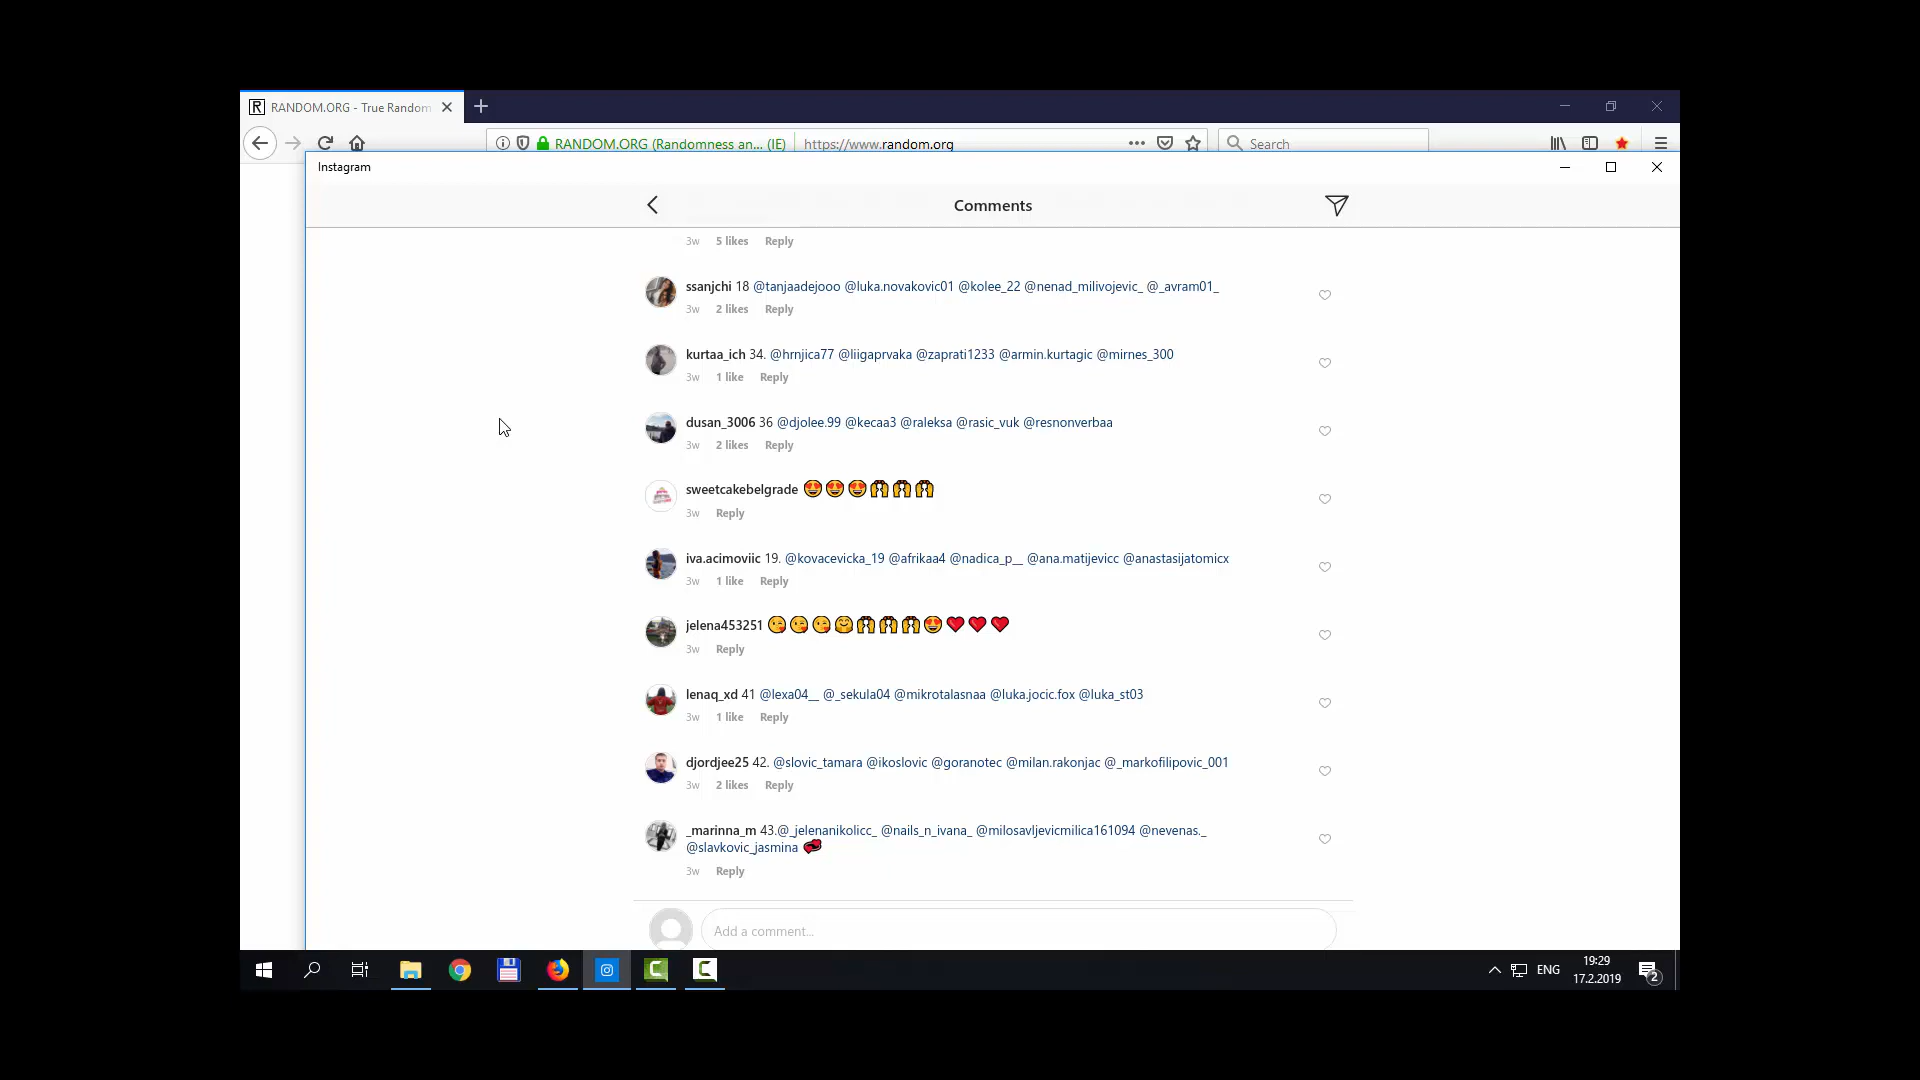 RANDOM.ORG - True Random
RANDOM.ORG (Randomness an... (IE) https://www.random.org Search
Instagram
Comments
3w 5 likes Reply
ssanjchi 18 @tanjaadejooo @luka.novakovic01 @kolee_22 @nenad_milivojevic_ @_avram01_
3w 2 likes Reply
kurtaa_ich 34. @hrnjica77 @liigaprvaka @zaprati1233 @armin.kurtagic @mirnes_300
3w 1 like Reply
dusan_3006 36 @djolee.99 @kecaa3 @raleksa @rasic_vuk @resnonverbaa
3w 2 likes Reply
sweetcakebelgrade 😍😍😍🙌🙌🙌
3w Reply
iva.acimoviic 19. @kovacevicka_19 @afrikaa4 @nadica_p__ @ana.matijevicc @anastasijatomicx
3w 1 like Reply
jelena453251 😘😘😘🤗🙌🙌🙌😍❤❤❤
3w Reply
lenaq_xd 41 @lexa04__ @_sekula04 @mikrotalasnaa @luka.jocic.fox @luka_st03
3w 1 like Reply
djordjee25 42. @slovic_tamara @ikoslovic @goranotec @milan.rakonjac @_markofilipovic_001
3w 2 likes Reply
_marinna_m 43.@_jelenanikolicc_ @nails_n_ivana_ @milosavljevicmilica161094 @nevenas._
@slavkovic_jasmina
3w Reply
Add a comment...
ENG 19:29
17.2.2019
2